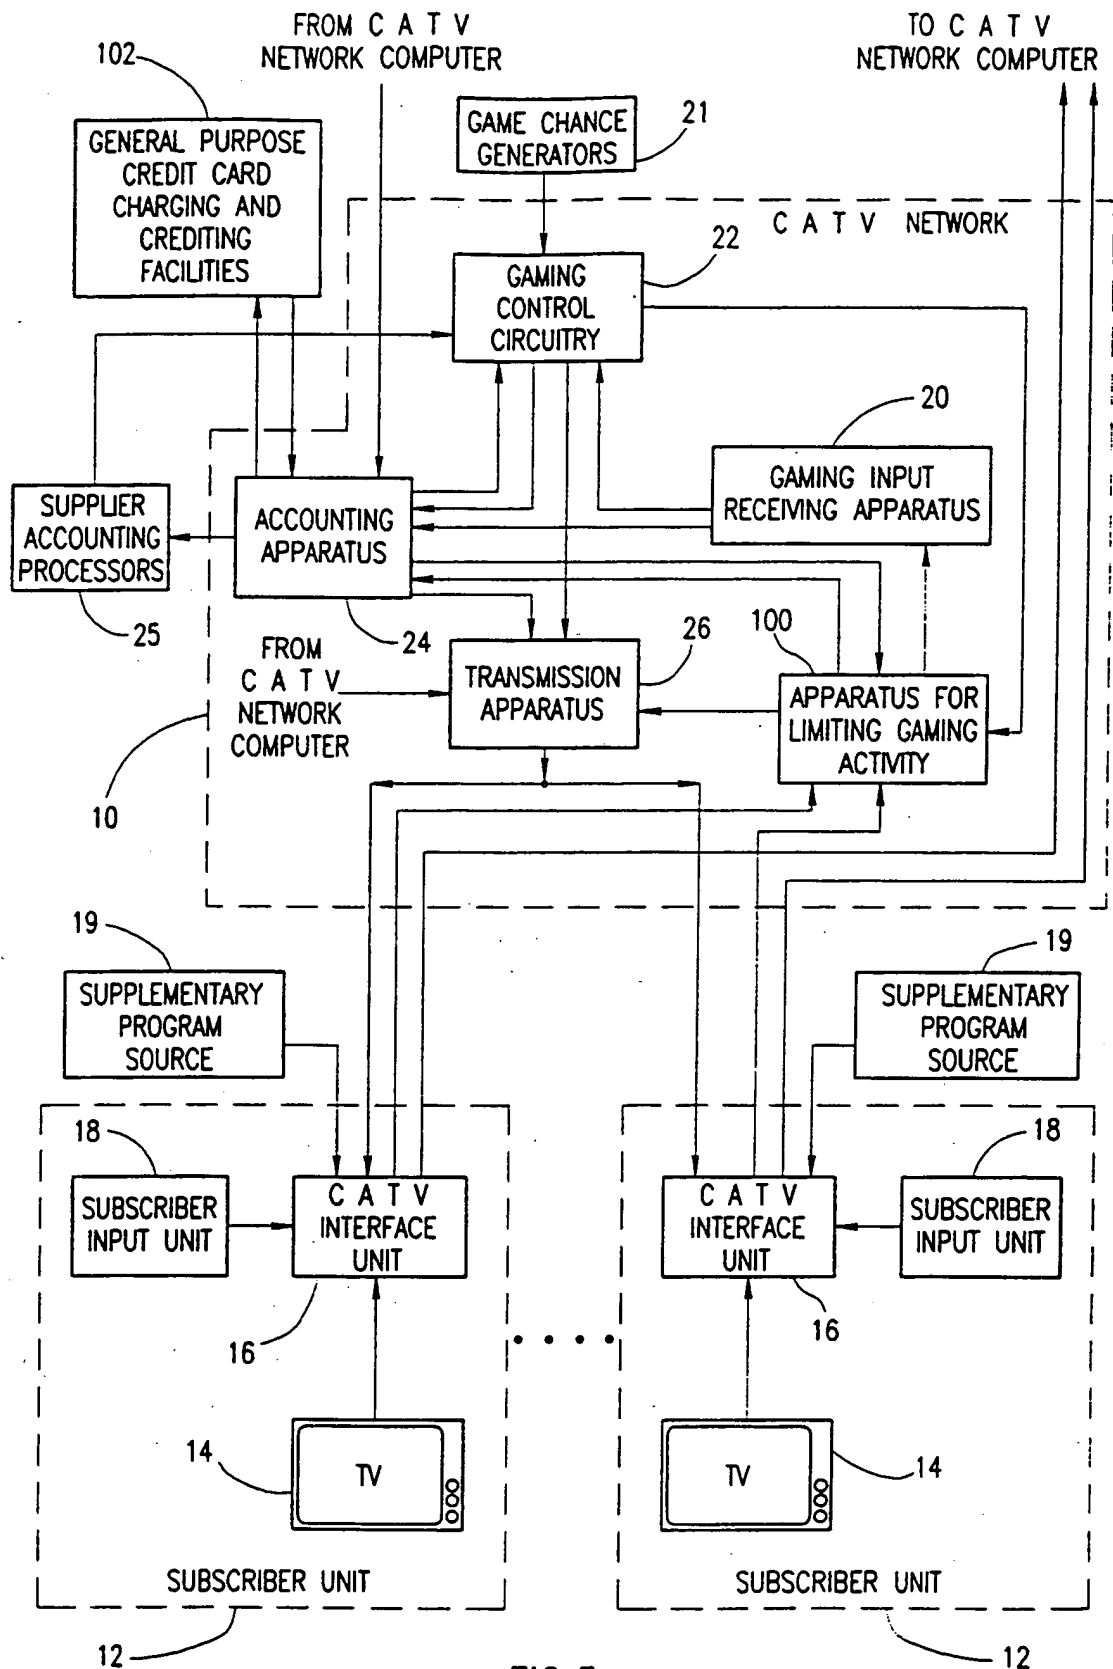 FROM C A T V
NETWORK COMPUTER
TO C A T V
NETWORK COMPUTER
102
GENERAL PURPOSE
CREDIT CARD
CHARGING AND
CREDITING
FACILITIES
GAME CHANCE
GENERATORS
21
C A T V NETWORK
22
GAMING
CONTROL
CIRCUITRY
20
GAMING INPUT
RECEIVING APPARATUS
SUPPLIER
ACCOUNTING
PROCESSORS
25
ACCOUNTING
APPARATUS
24
26
100
FROM
C A T V
NETWORK
COMPUTER
TRANSMISSION
APPARATUS
APPARATUS FOR
LIMITING GAMING
ACTIVITY
10
19
SUPPLEMENTARY
PROGRAM
SOURCE
19
SUPPLEMENTARY
PROGRAM
SOURCE
18
SUBSCRIBER
INPUT UNIT
C A T V
INTERFACE
UNIT
16
C A T V
INTERFACE
UNIT
16
18
SUBSCRIBER
INPUT UNIT
14
TV
TV
14
SUBSCRIBER UNIT
SUBSCRIBER UNIT
12
12